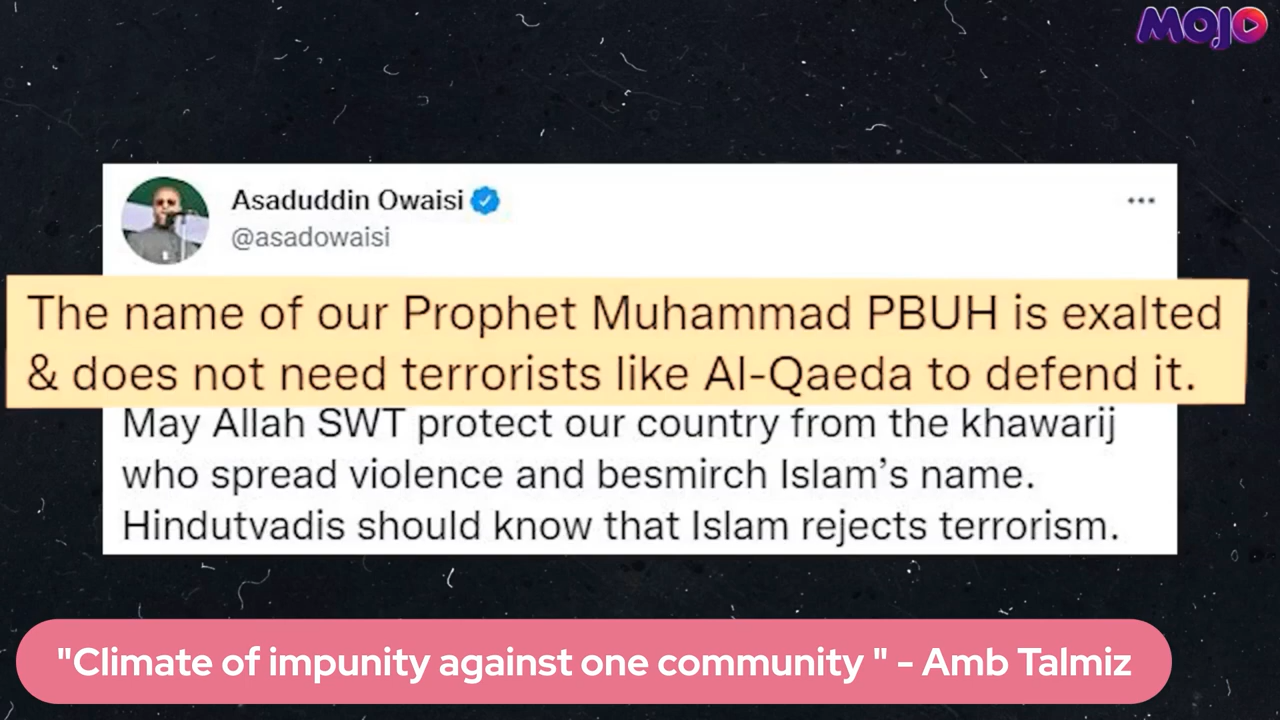 MOJO
Asaduddin Owaisi
@asadowaisi
The name of our Prophet Muhammad PBUH is exalted
& does not need terrorists like Al-Qaeda to defend it.
May Allah SWT protect our country from the khawarij
who spread violence and besmirch Islam’s name.
Hindutvadis should know that Islam rejects terrorism.
"Climate of impunity against one community " - Amb Talmiz